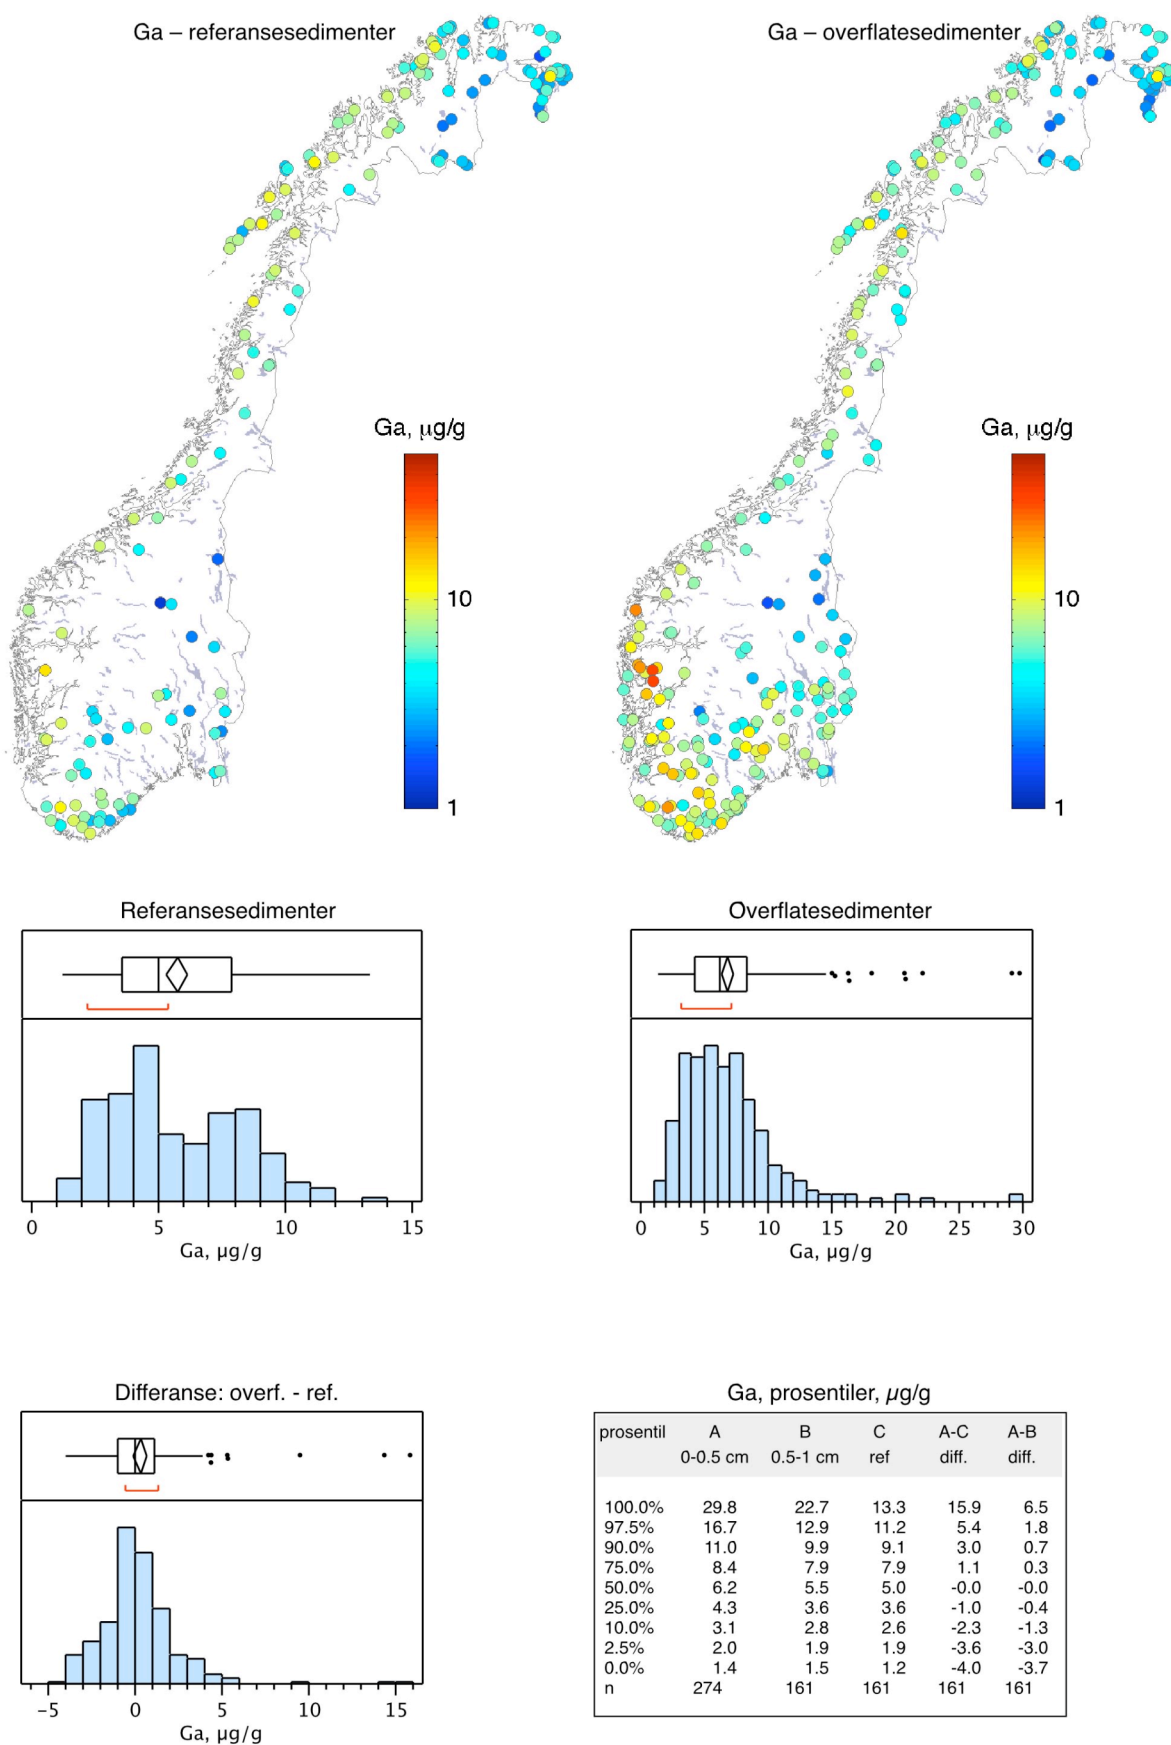 Ga – referansesedimenter
Ga – overflatesedimenter
Ga, µg/g
10
1
Ga, µg/g
10
1
Referansesedimenter
0 5 10 15
Ga, µg/g
Overflatesedimenter
0 5 10 15 20 25 30
Ga, µg/g
Differanse: overf. - ref.
−5 0 5 10 15
Ga, µg/g
Ga, prosentiler, µg/g
prosentil A B C A-C A-B
0-0.5 cm 0.5-1 cm ref diff. diff.
100.0% 29.8 22.7 13.3 15.9 6.5
97.5% 16.7 12.9 11.2 5.4 1.8
90.0% 11.0 9.9 9.1 3.0 0.7
75.0% 8.4 7.9 7.9 1.1 0.3
50.0% 6.2 5.5 5.0 -0.0 -0.0
25.0% 4.3 3.6 3.6 -1.0 -0.4
10.0% 3.1 2.8 2.6 -2.3 -1.3
2.5% 2.0 1.9 1.9 -3.6 -3.0
0.0% 1.4 1.5 1.2 -4.0 -3.7
n 274 161 161 161 161